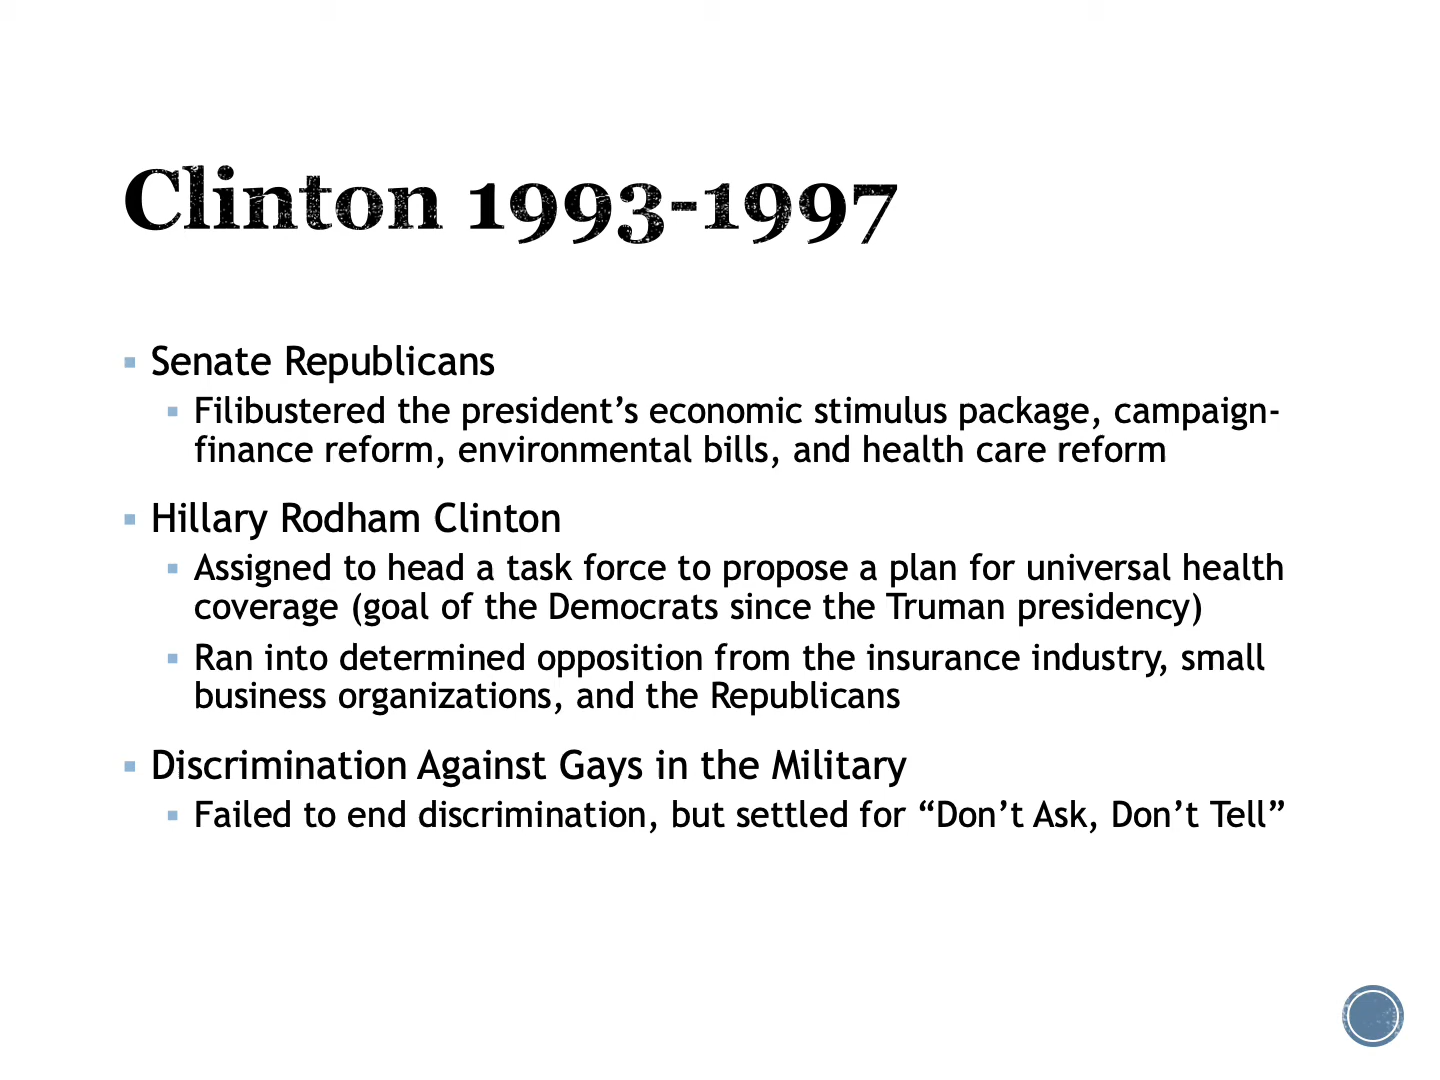 Clinton 1993-1997
Senate Republicans
Filibustered the president’s economic stimulus package, campaign-
finance reform, environmental bills, and health care reform
Hillary Rodham Clinton
Assigned to head a task force to propose a plan for universal health
coverage (goal of the Democrats since the Truman presidency)
Ran into determined opposition from the insurance industry, small
business organizations, and the Republicans
Discrimination Against Gays in the Military
Failed to end discrimination, but settled for “Don’t Ask, Don’t Tell”